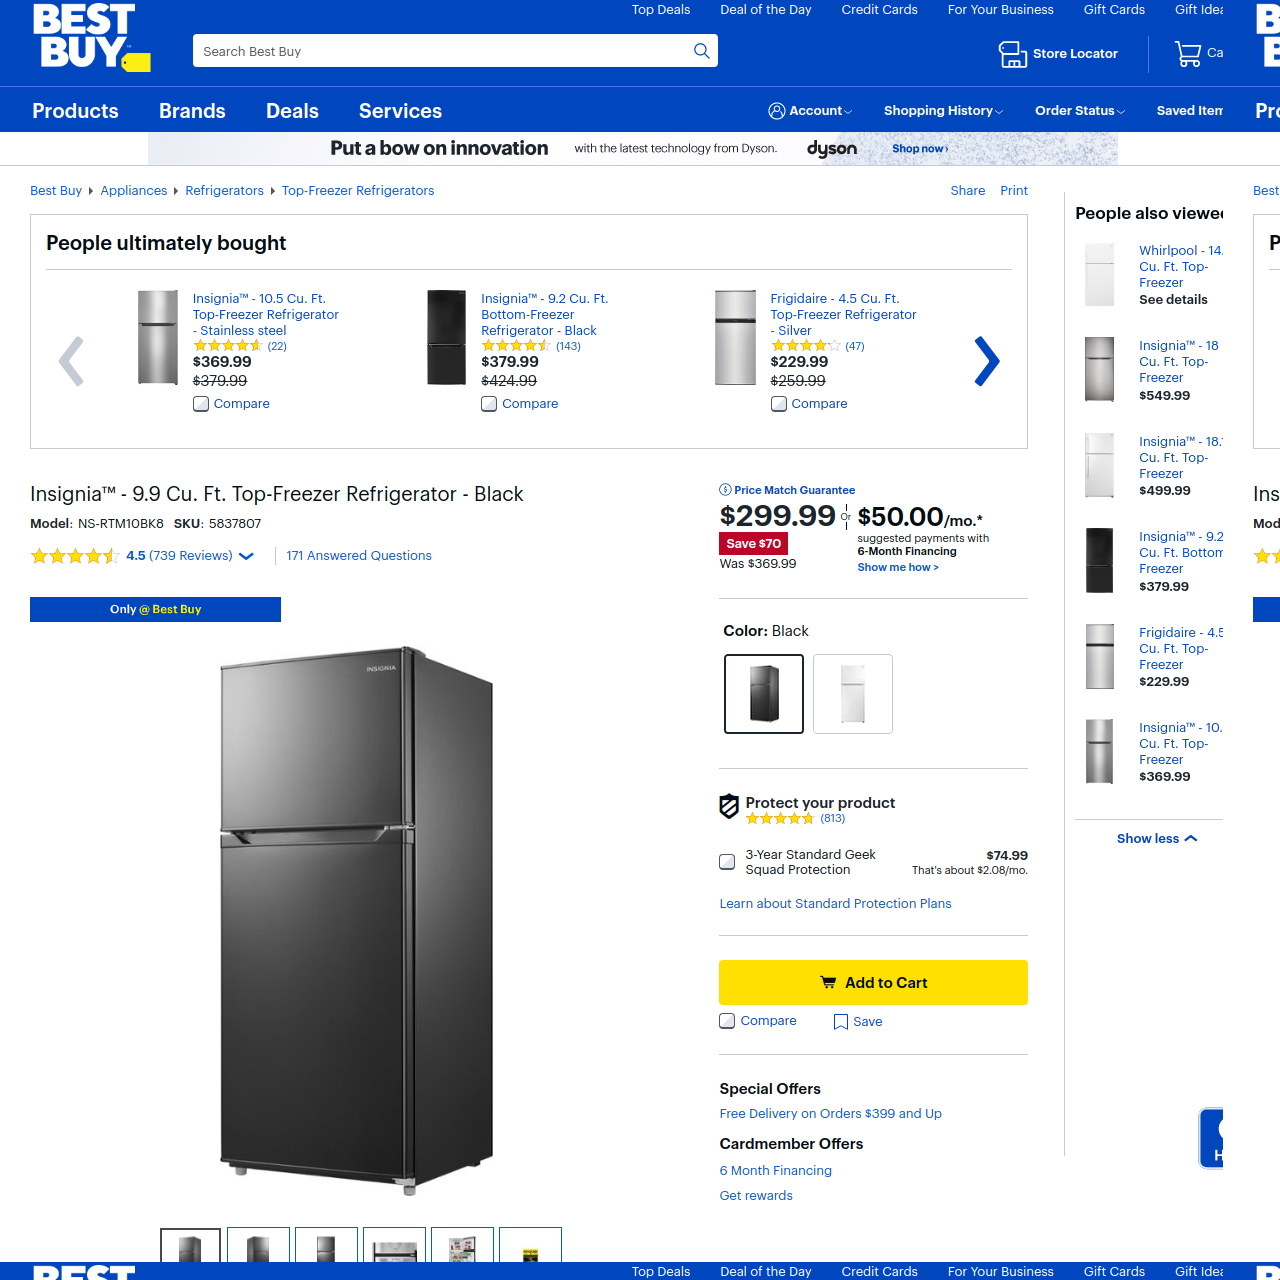 BEST
BUY
Top Deals Deal of the Day Credit Cards For Your Business Gift Cards Gift Idea
Search Best Buy
Store Locator
Ca
Products Brands Deals Services
Account Shopping History Order Status Saved Item
Pro
Put a bow on innovation with the latest technology from Dyson. dyson Shop now ›
Best Buy Appliances Refrigerators Top-Freezer Refrigerators
Share Print
Best
People ultimately bought
P
Insignia™ - 10.5 Cu. Ft.
Top-Freezer Refrigerator
- Stainless steel
(22)
$369.99
$379.99
Compare
Insignia™ - 9.2 Cu. Ft.
Bottom-Freezer
Refrigerator - Black
(143)
$379.99
$424.99
Compare
Frigidaire - 4.5 Cu. Ft.
Top-Freezer Refrigerator
- Silver
(47)
$229.99
$259.99
Compare
People also viewed
Whirlpool - 14.
Cu. Ft. Top-
Freezer
See details
Insignia™ - 18
Cu. Ft. Top-
Freezer
$549.99
Insignia™ - 18.1
Cu. Ft. Top-
Freezer
$499.99
Insignia™ - 9.2
Cu. Ft. Bottom
Freezer
$379.99
Frigidaire - 4.5
Cu. Ft. Top-
Freezer
$229.99
Insignia™ - 10.
Cu. Ft. Top-
Freezer
$369.99
Show less
Insignia™ - 9.9 Cu. Ft. Top-Freezer Refrigerator - Black
Model: NS-RTM10BK8 SKU: 5837807
4.5 (739 Reviews) 171 Answered Questions
Only @ Best Buy
INSIGNIA
Price Match Guarantee
$299.99 Or $50.00/mo.*
Save $70
Was $369.99
suggested payments with
6-Month Financing
Show me how >
Color: Black
Protect your product
(813)
3-Year Standard Geek
Squad Protection
$74.99
That's about $2.08/mo.
Learn about Standard Protection Plans
Add to Cart
Compare Save
Special Offers
Free Delivery on Orders $399 and Up
Cardmember Offers
6 Month Financing
Get rewards
H
Ins
Mod
BEST
Top Deals Deal of the Day Credit Cards For Your Business Gift Cards Gift Idea